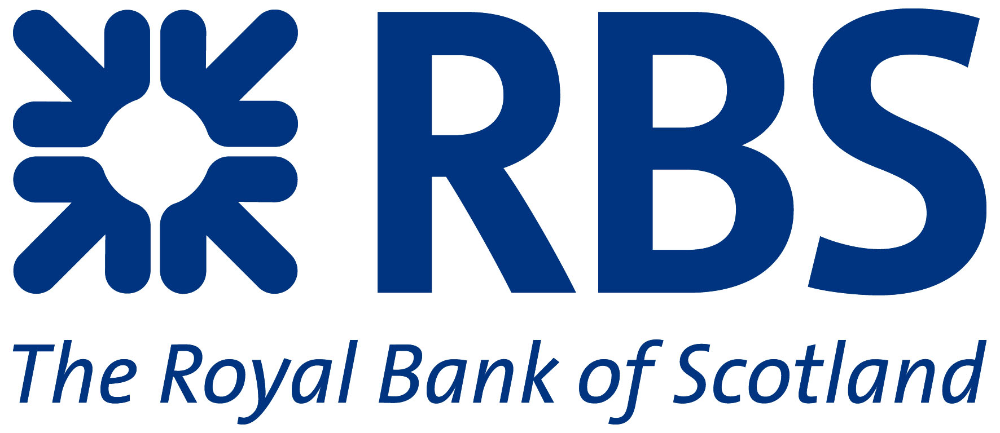 RBS
The Royal Bank of Scotland